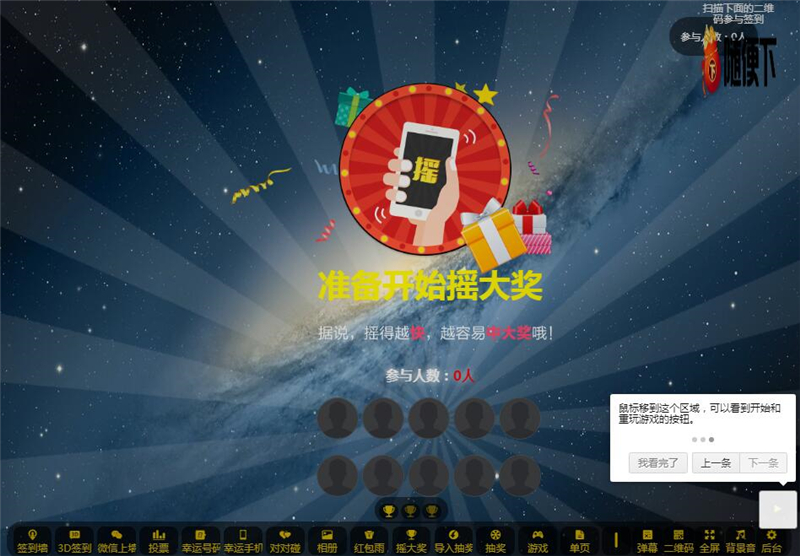 扫描下面的二维
码参与签到
参与人数：0人
随便下
摇
准备开始摇大奖
据说，摇得越快，越容易中大奖哦！
参与人数：0人
鼠标移到这个区域，可以看到开始和
重玩游戏的按钮。
我看完了 上一条 下一条
签到墙 3D签到 微信上墙 投票 幸运号码 幸运手机 对对碰 相册 红包雨 摇大奖 导入抽奖 抽奖 游戏 单页 弹幕 二维码 全屏 背景音 后台